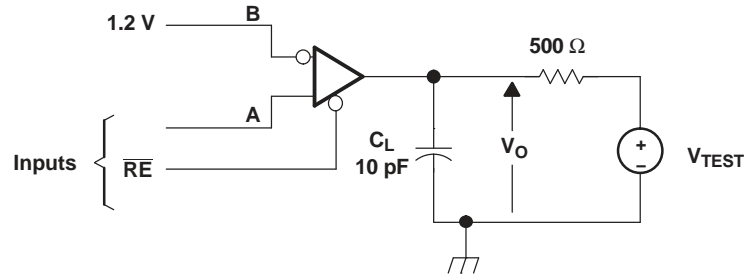 B
1.2 V
500 Ω
A
Inputs
RE
C_L
10 pF
V_O
+
−
V_TEST